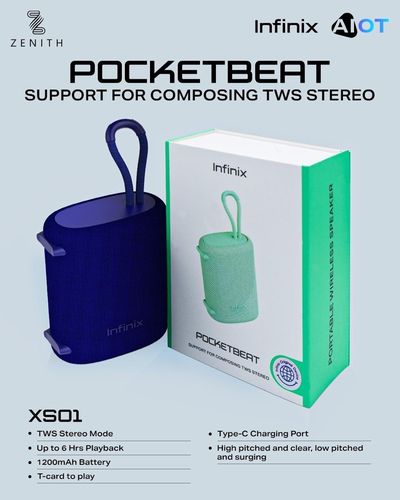 ZENITH
Infinix AIOT
POCKETBEAT
SUPPORT FOR COMPOSING TWS STEREO
Infinix
Infinix
POCKETBEAT
SUPPORT FOR COMPOSING TWS STEREO
PORTABLE WIRELESS SPEAKER
XS01
• TWS Stereo Mode
• Up to 6 Hrs Playback
• 1200mAh Battery
• T-card to play
• Type-C Charging Port
• High pitched and clear, low pitched
and surging